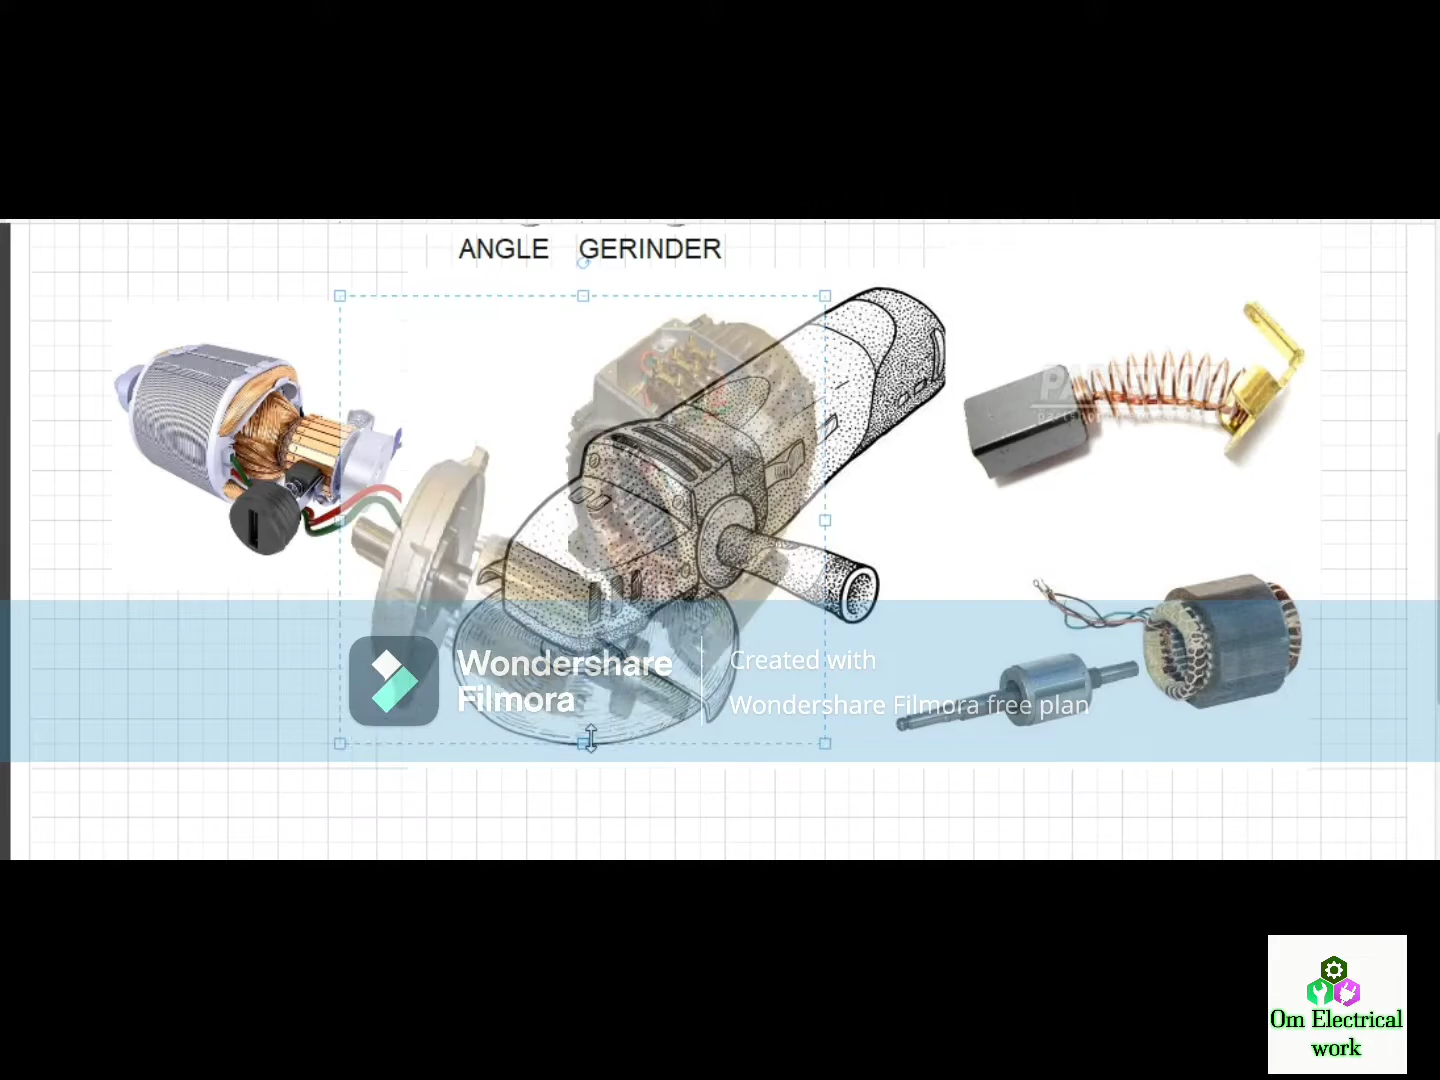 ANGLE GERINDER
Wondershare
Filmora
Created with
Wondershare Filmora free plan
Om Electrical
work